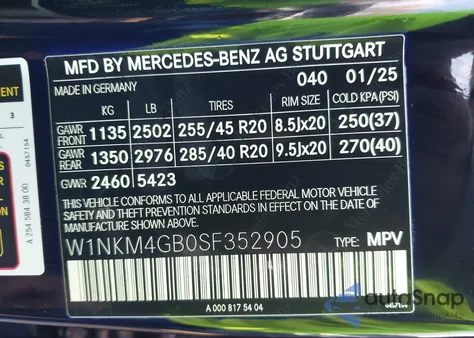 MFD BY MERCEDES-BENZ AG STUTTGART
MADE IN GERMANY 040 01/25
KG LB TIRES RIM SIZE COLD KPA(PSI)
GAWR FRONT 1135 2502 255/45 R20 8.5Jx20 250(37)
GAWR REAR 1350 2976 285/40 R20 9.5Jx20 270(40)
GVWR 2460 5423
THIS VEHICLE CONFORMS TO ALL APPLICABLE FEDERAL MOTOR VEHICLE
SAFETY, BUMPER, AND THEFT PREVENTION STANDARDS IN
EFFECT ON THE DATE OF MANUFACTURE SHOWN ABOVE.
W1NKM4GB0SF352905 TYPE: MPV
A 000 817 54 04
3
0457154
A 254 584 38 00
autoSnap